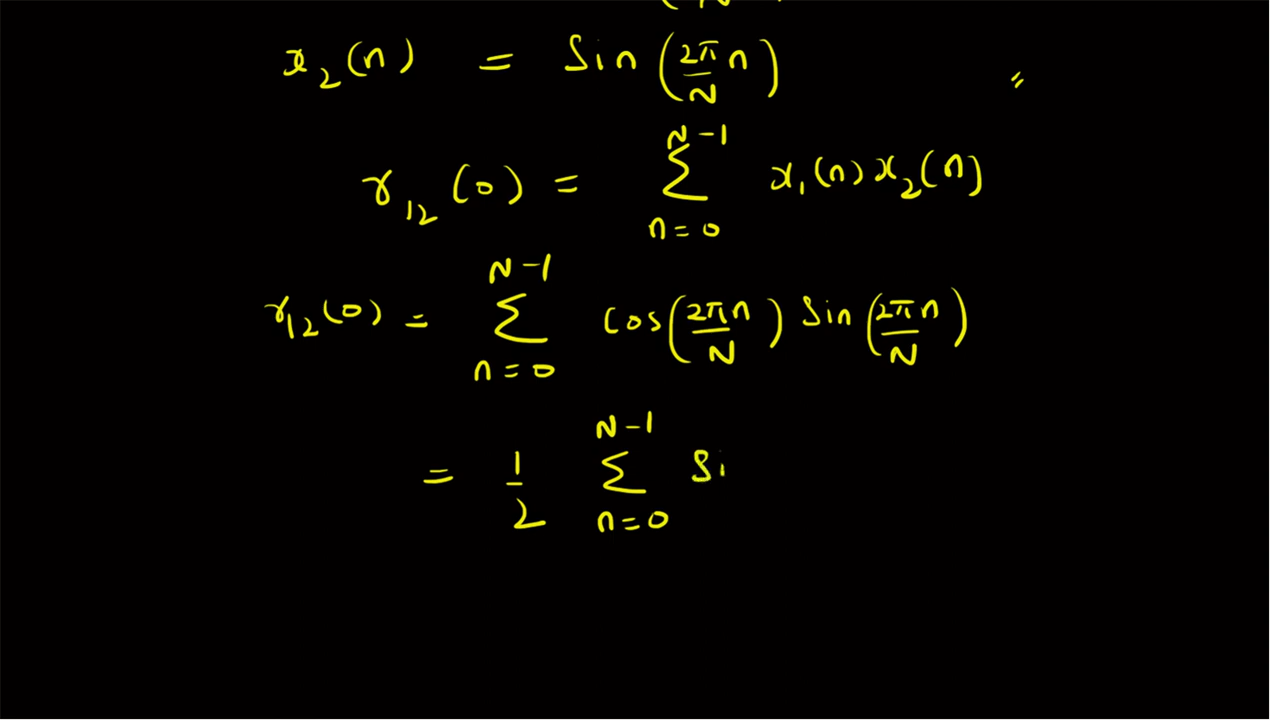 x₂(n) = Sin(2π/N n)
r₁₂(0) = Σ_{n=0}^{N-1} x₁(n) x₂(n)
r₁₂(0) = Σ_{n=0}^{N-1} Cos(2πn/N) Sin(2πn/N)
= 1/2 Σ_{n=0}^{N-1} Si